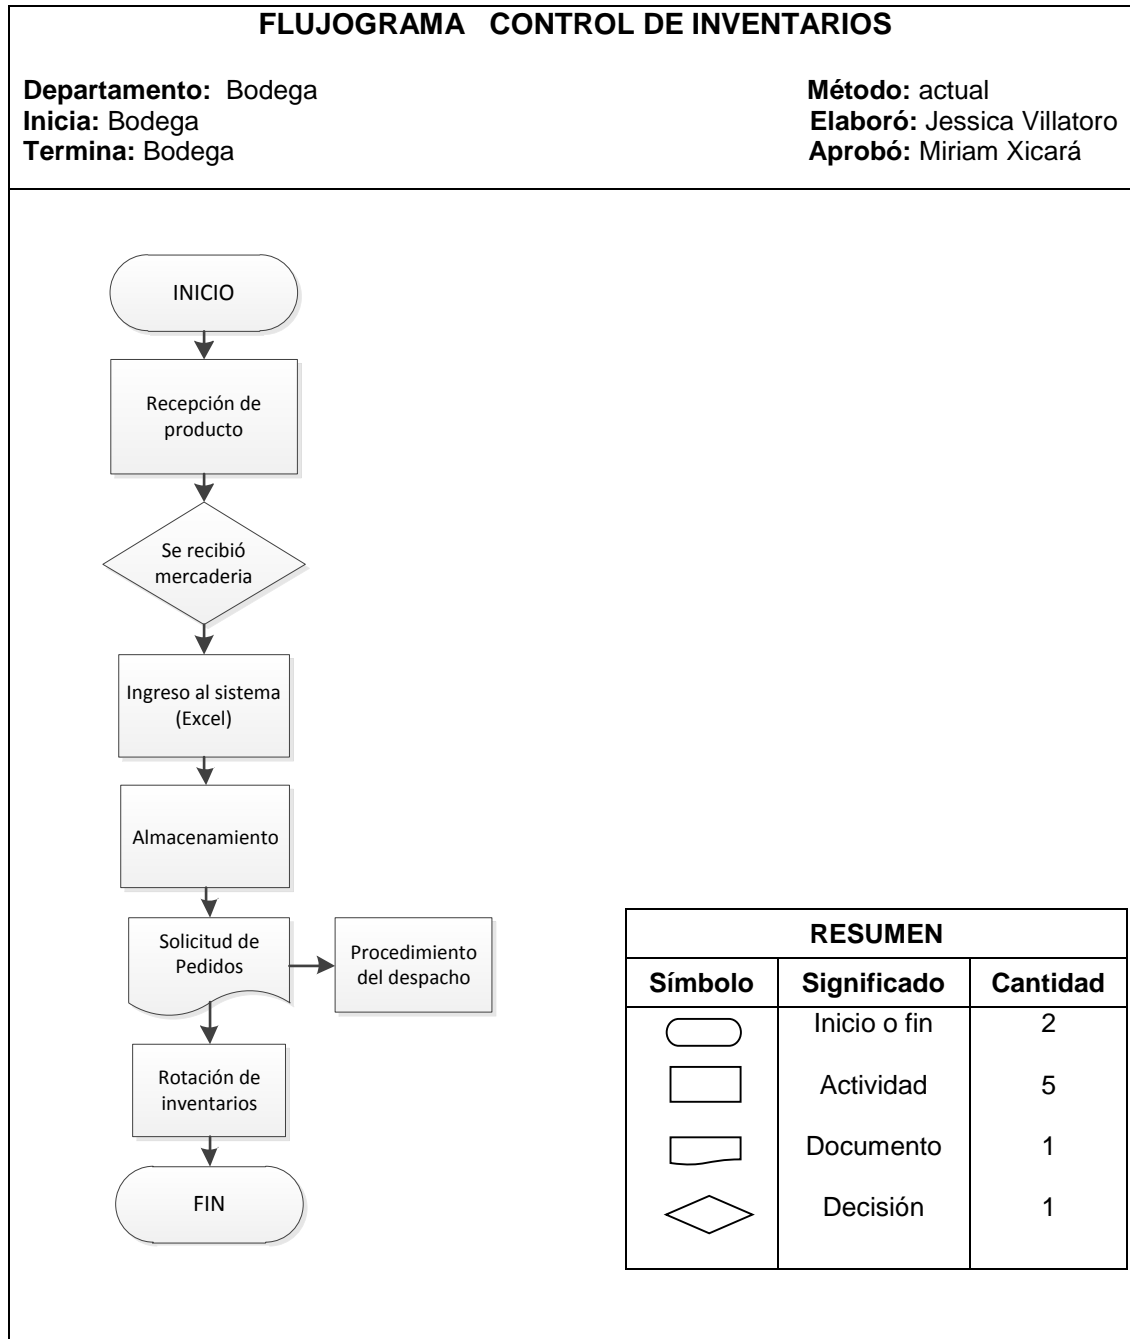 FLUJOGRAMA CONTROL DE INVENTARIOS
Departamento: Bodega
Método: actual
Inicia: Bodega
Elaboró: Jessica Villatoro
Termina: Bodega
Aprobó: Miriam Xicará
INICIO
Recepción de
producto
Se recibió
mercaderia
Ingreso al sistema
(Excel)
Almacenamiento
Solicitud de
Pedidos
Procedimiento
del despacho
Rotación de
inventarios
FIN
RESUMEN
Símbolo Significado Cantidad
Inicio o fin 2
Actividad 5
Documento 1
Decisión 1